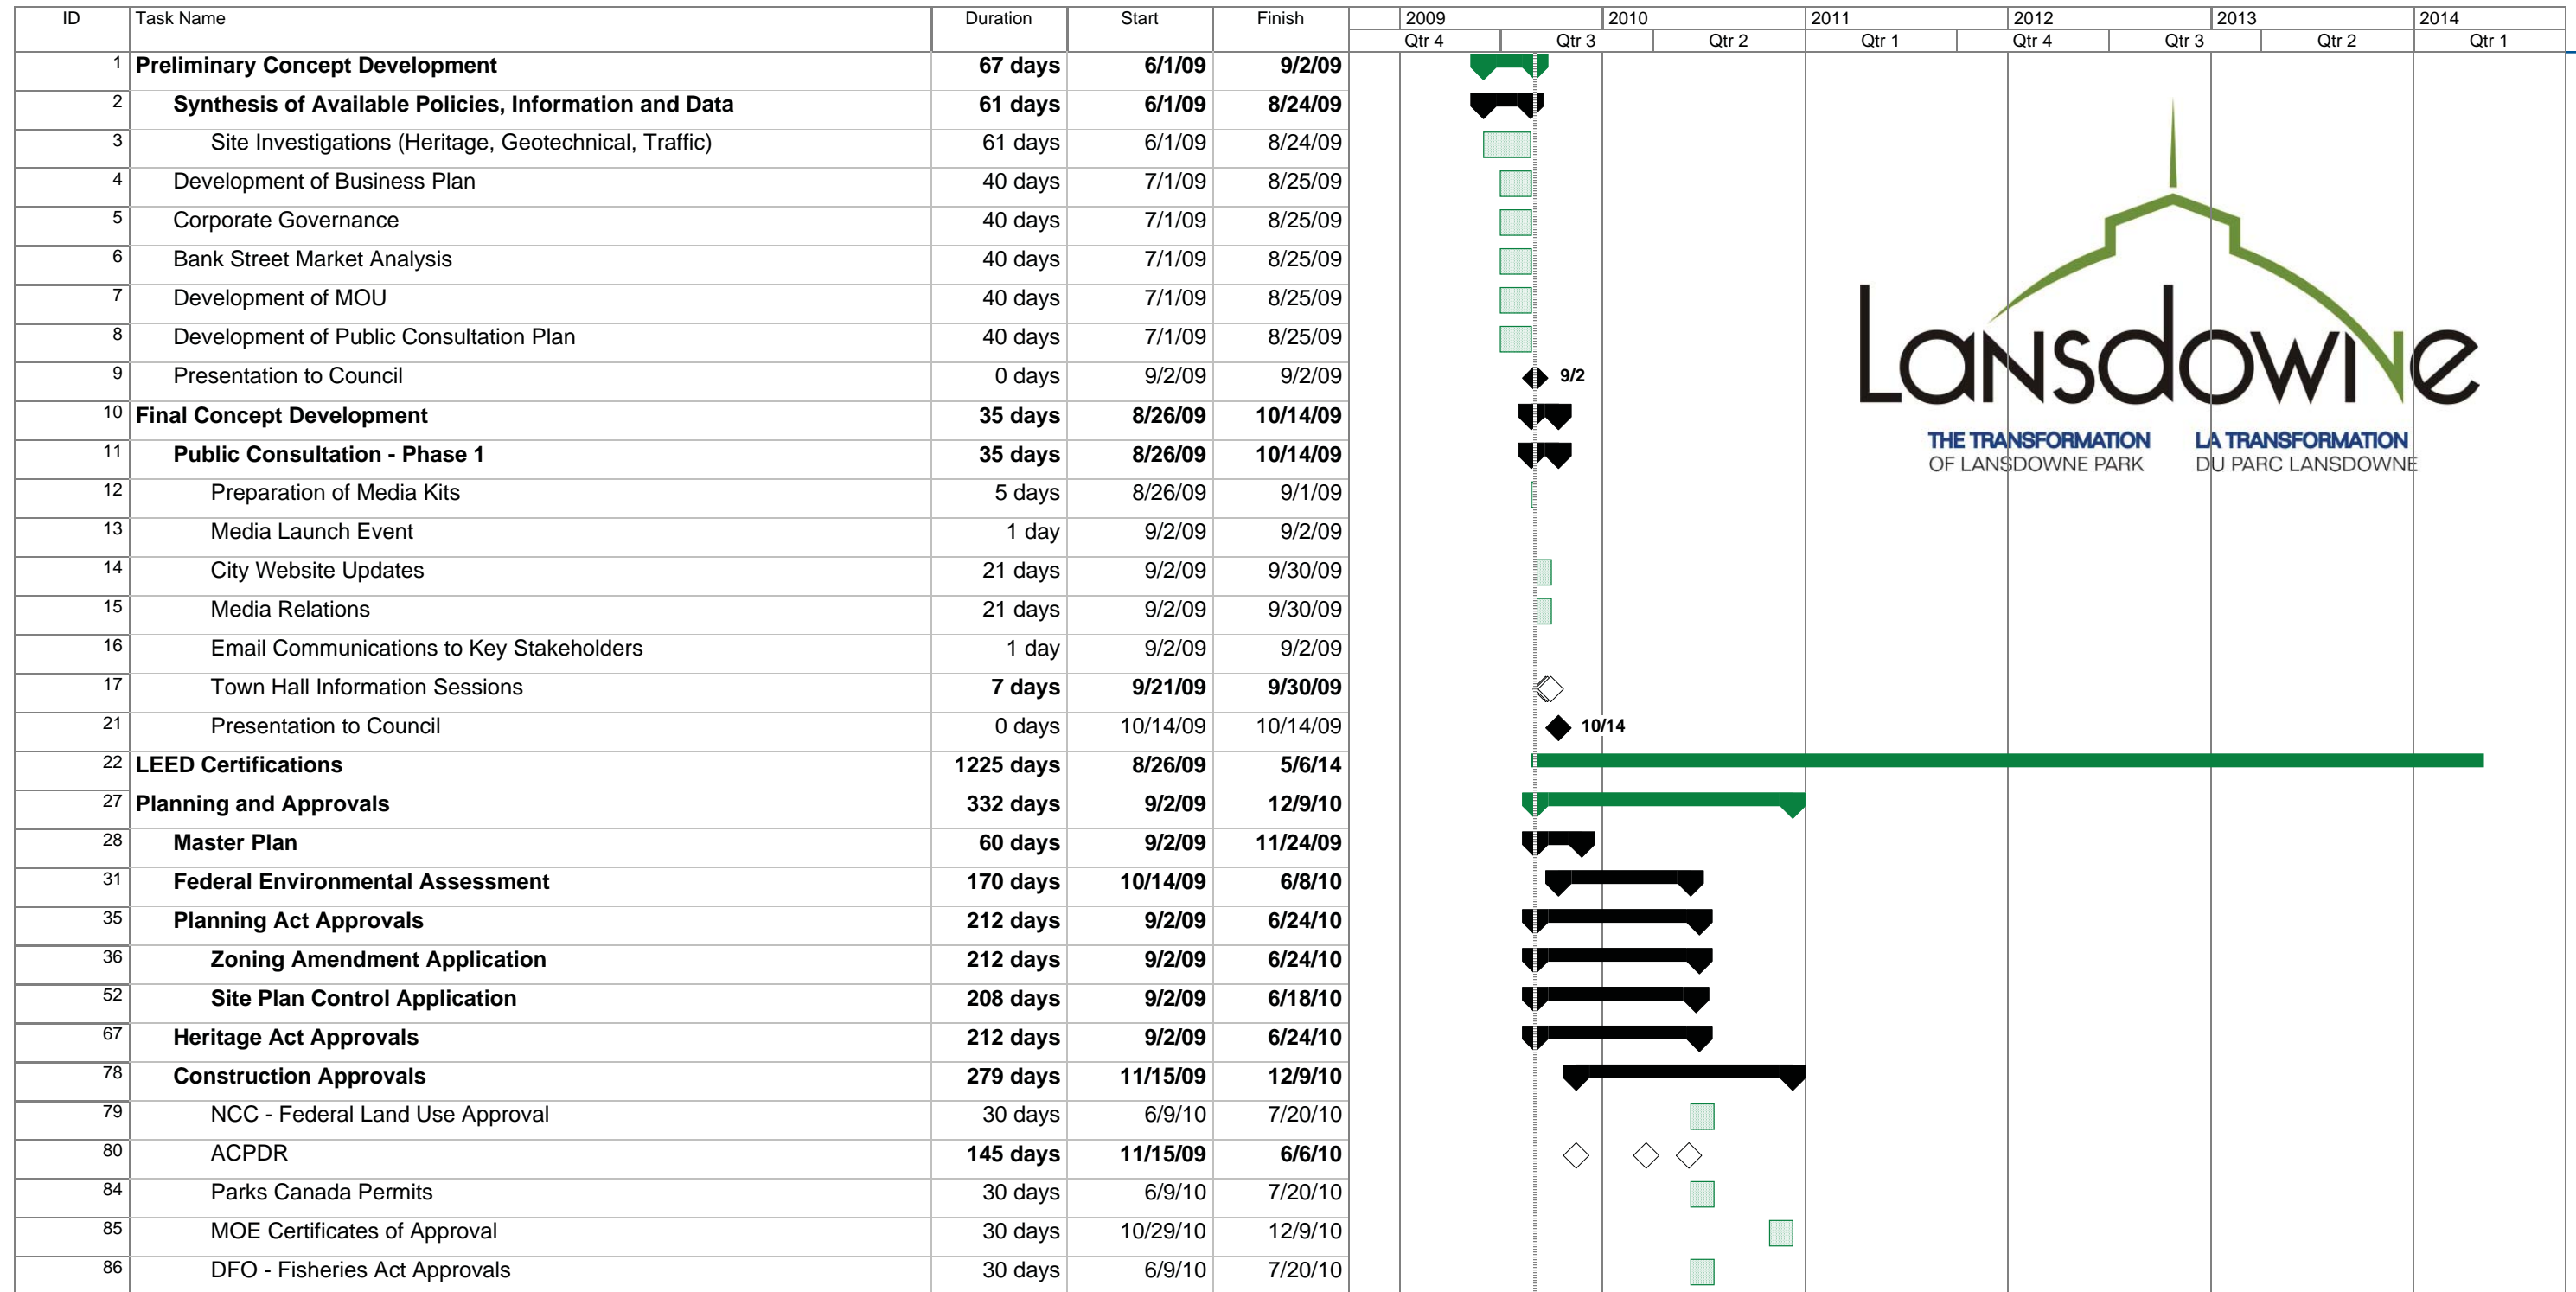 ID Task Name Duration Start Finish 2009 2010 2011 2012 2013 2014
Qtr 4 Qtr 3 Qtr 2 Qtr 1 Qtr 4 Qtr 3 Qtr 2 Qtr 1
1 Preliminary Concept Development 67 days 6/1/09 9/2/09
2 Synthesis of Available Policies, Information and Data 61 days 6/1/09 8/24/09
3 Site Investigations (Heritage, Geotechnical, Traffic) 61 days 6/1/09 8/24/09
4 Development of Business Plan 40 days 7/1/09 8/25/09
5 Corporate Governance 40 days 7/1/09 8/25/09
6 Bank Street Market Analysis 40 days 7/1/09 8/25/09
7 Development of MOU 40 days 7/1/09 8/25/09
8 Development of Public Consultation Plan 40 days 7/1/09 8/25/09
9 Presentation to Council 0 days 9/2/09 9/2/09 9/2
Lansdowne
10 Final Concept Development 35 days 8/26/09 10/14/09
11 Public Consultation - Phase 1 35 days 8/26/09 10/14/09
THE TRANSFORMATION LA TRANSFORMATION
OF LANSDOWNE PARK DU PARC LANSDOWNE
12 Preparation of Media Kits 5 days 8/26/09 9/1/09
13 Media Launch Event 1 day 9/2/09 9/2/09
14 City Website Updates 21 days 9/2/09 9/30/09
15 Media Relations 21 days 9/2/09 9/30/09
16 Email Communications to Key Stakeholders 1 day 9/2/09 9/2/09
17 Town Hall Information Sessions 7 days 9/21/09 9/30/09
21 Presentation to Council 0 days 10/14/09 10/14/09 10/14
22 LEED Certifications 1225 days 8/26/09 5/6/14
27 Planning and Approvals 332 days 9/2/09 12/9/10
28 Master Plan 60 days 9/2/09 11/24/09
31 Federal Environmental Assessment 170 days 10/14/09 6/8/10
35 Planning Act Approvals 212 days 9/2/09 6/24/10
36 Zoning Amendment Application 212 days 9/2/09 6/24/10
52 Site Plan Control Application 208 days 9/2/09 6/18/10
67 Heritage Act Approvals 212 days 9/2/09 6/24/10
78 Construction Approvals 279 days 11/15/09 12/9/10
79 NCC - Federal Land Use Approval 30 days 6/9/10 7/20/10
80 ACPDR 145 days 11/15/09 6/6/10
84 Parks Canada Permits 30 days 6/9/10 7/20/10
85 MOE Certificates of Approval 30 days 10/29/10 12/9/10
86 DFO - Fisheries Act Approvals 30 days 6/9/10 7/20/10